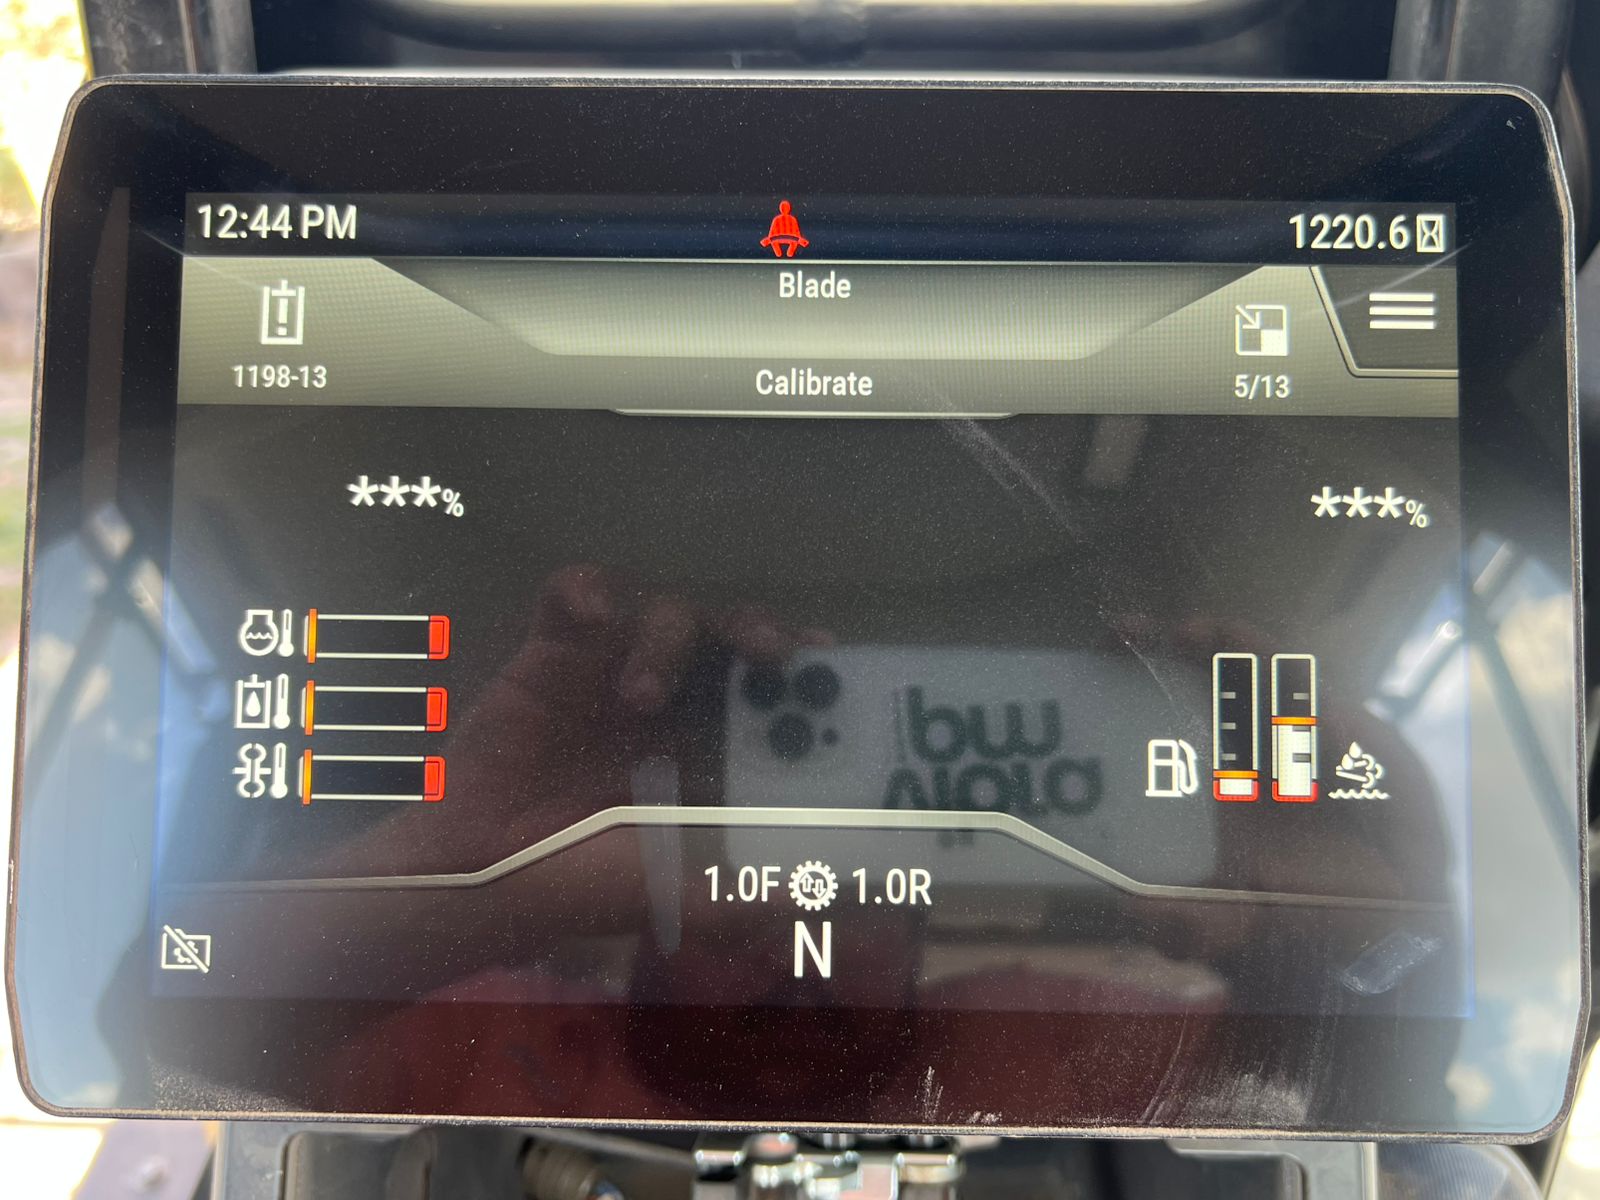 12:44 PM
1220.6
Blade
1198-13
Calibrate
5/13
***%
***%
1.0F 1.0R
N